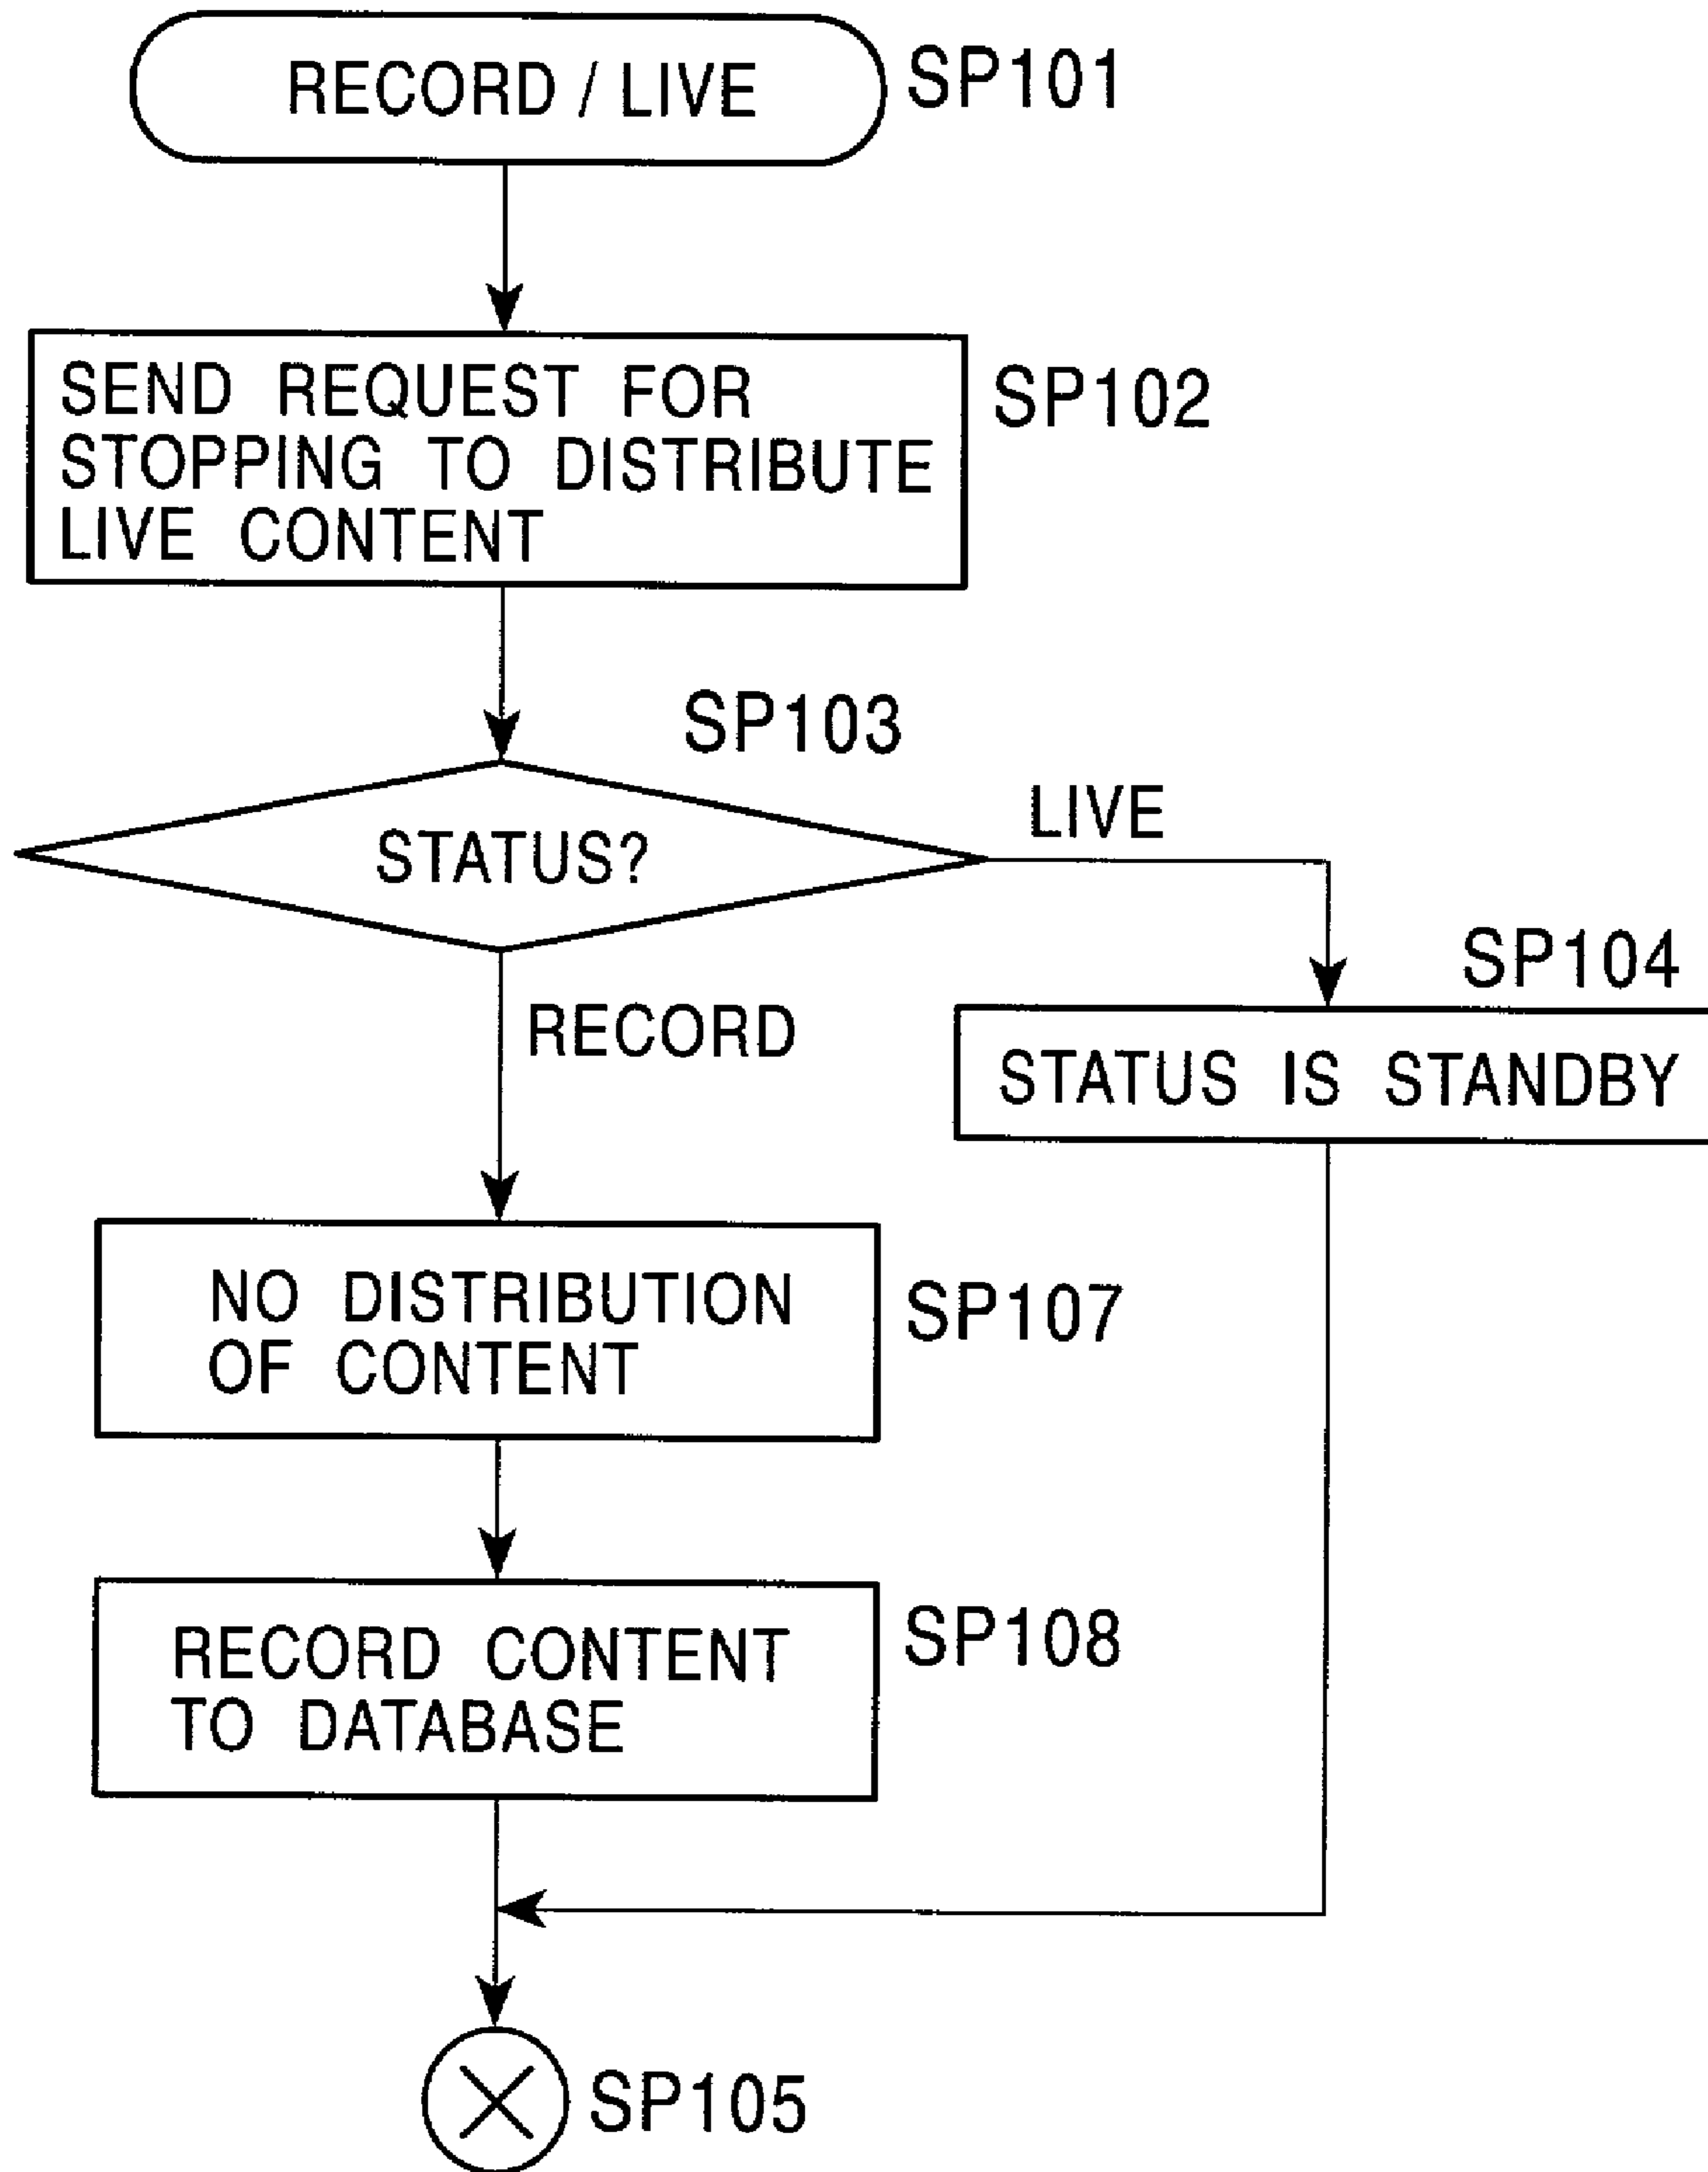 RECORD / LIVE
SP101
SEND REQUEST FOR
STOPPING TO DISTRIBUTE
LIVE CONTENT
SP102
SP103
STATUS?
LIVE
SP104
STATUS IS STANDBY
RECORD
NO DISTRIBUTION
OF CONTENT
SP107
RECORD CONTENT
TO DATABASE
SP108
SP105